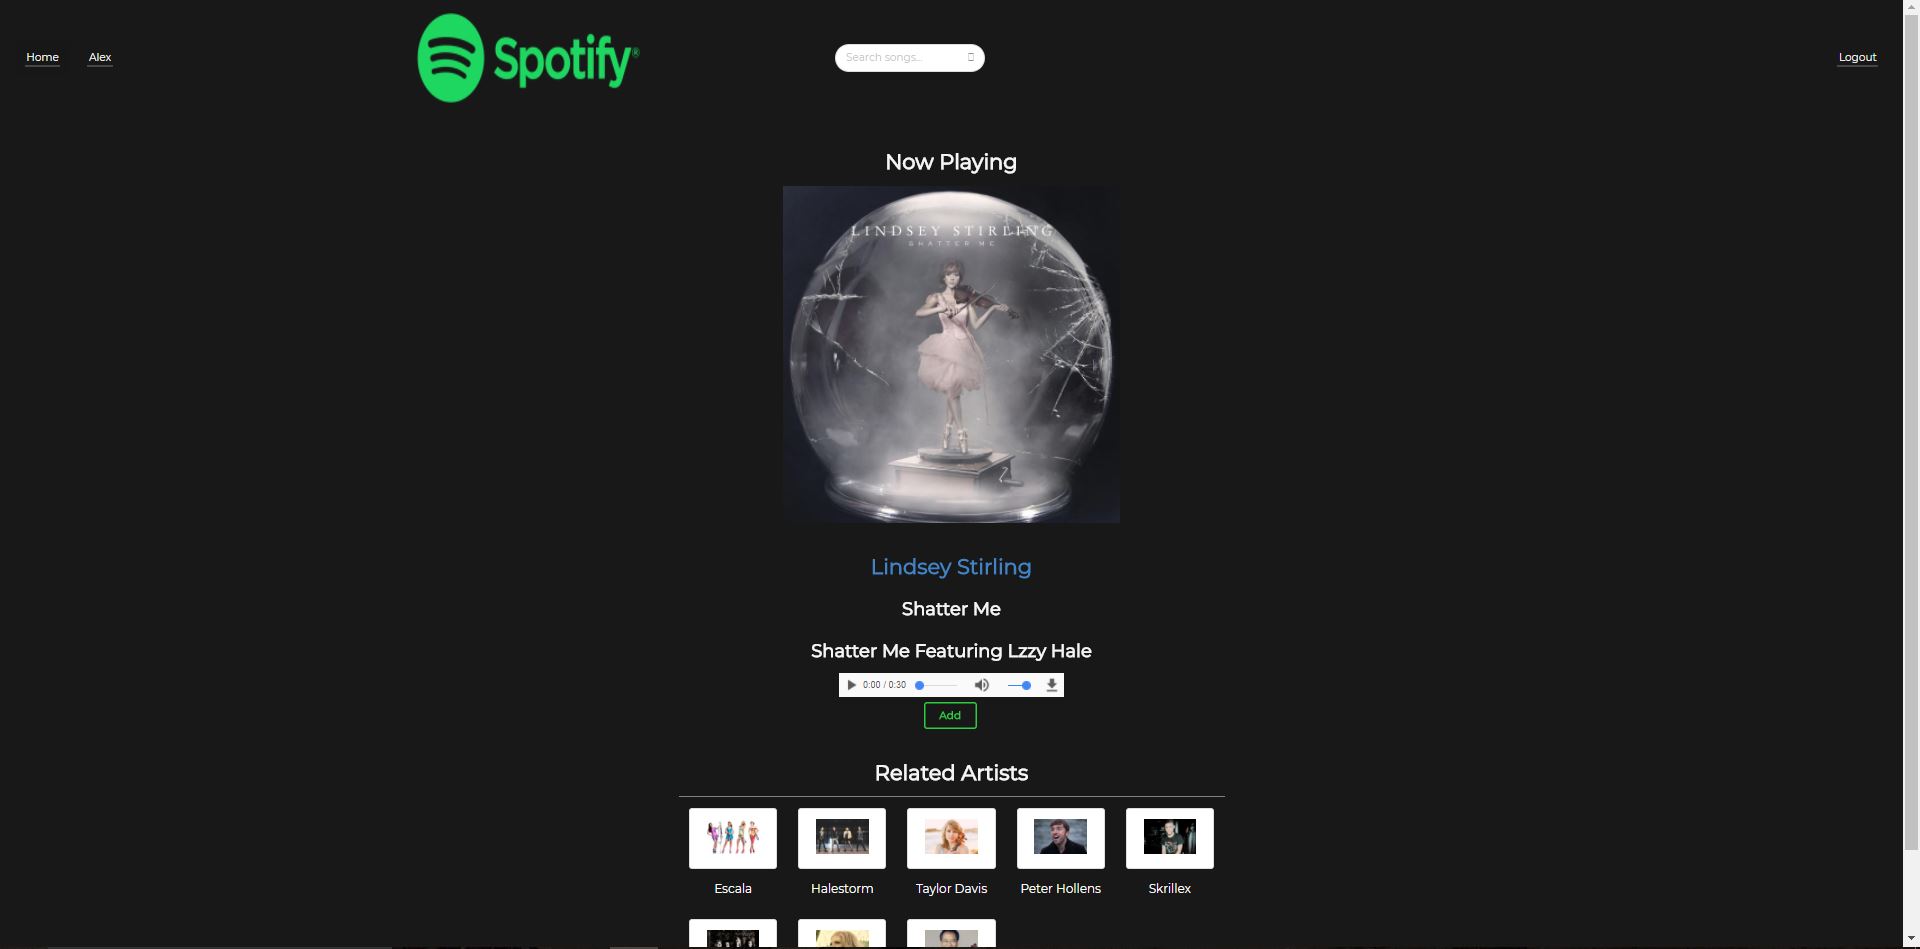 Home
Alex
Spotify®
Search songs...
Logout
Now Playing
LINDSEY STIRLING
SHATTER ME
Lindsey Stirling
Shatter Me
Shatter Me Featuring Lzzy Hale
0:00 / 0:30
Add
Related Artists
Escala
Halestorm
Taylor Davis
Peter Hollens
Skrillex